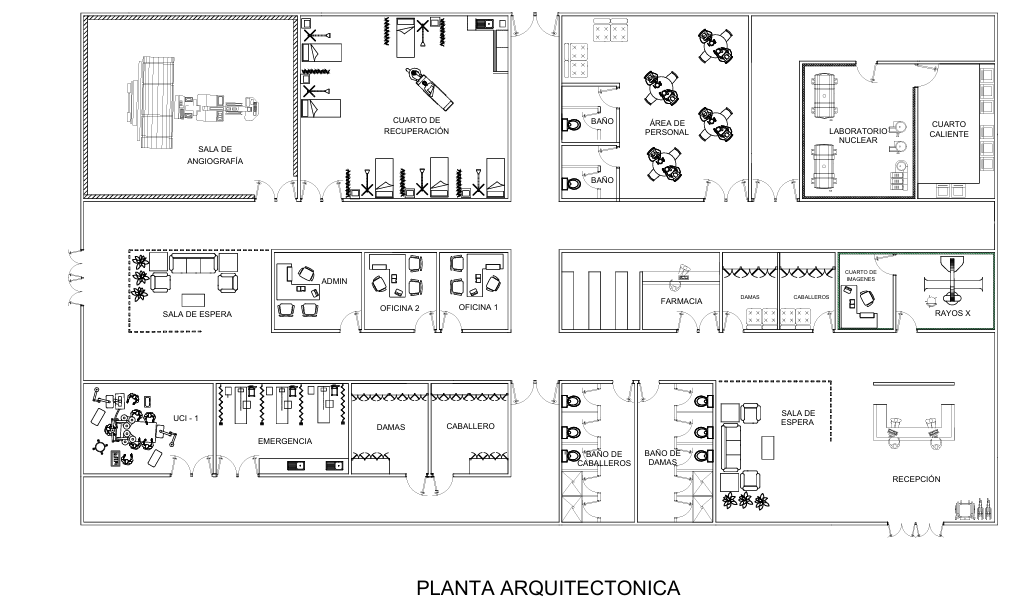 SALA DE
ANGIOGRAFÍA
CUARTO DE
RECUPERACIÓN
BAÑO
BAÑO
ÁREA DE
PERSONAL
LABORATORIO
NUCLEAR
CUARTO
CALIENTE
SALA DE ESPERA
ADMIN
OFICINA 2
OFICINA 1
FARMACIA
DAMAS
CABALLEROS
CUARTO DE
IMAGENES
RAYOS X
UCI - 1
EMERGENCIA
DAMAS
CABALLERO
BAÑO DE
CABALLEROS
BAÑO DE
DAMAS
SALA DE
ESPERA
RECEPCIÓN
PLANTA ARQUITECTONICA